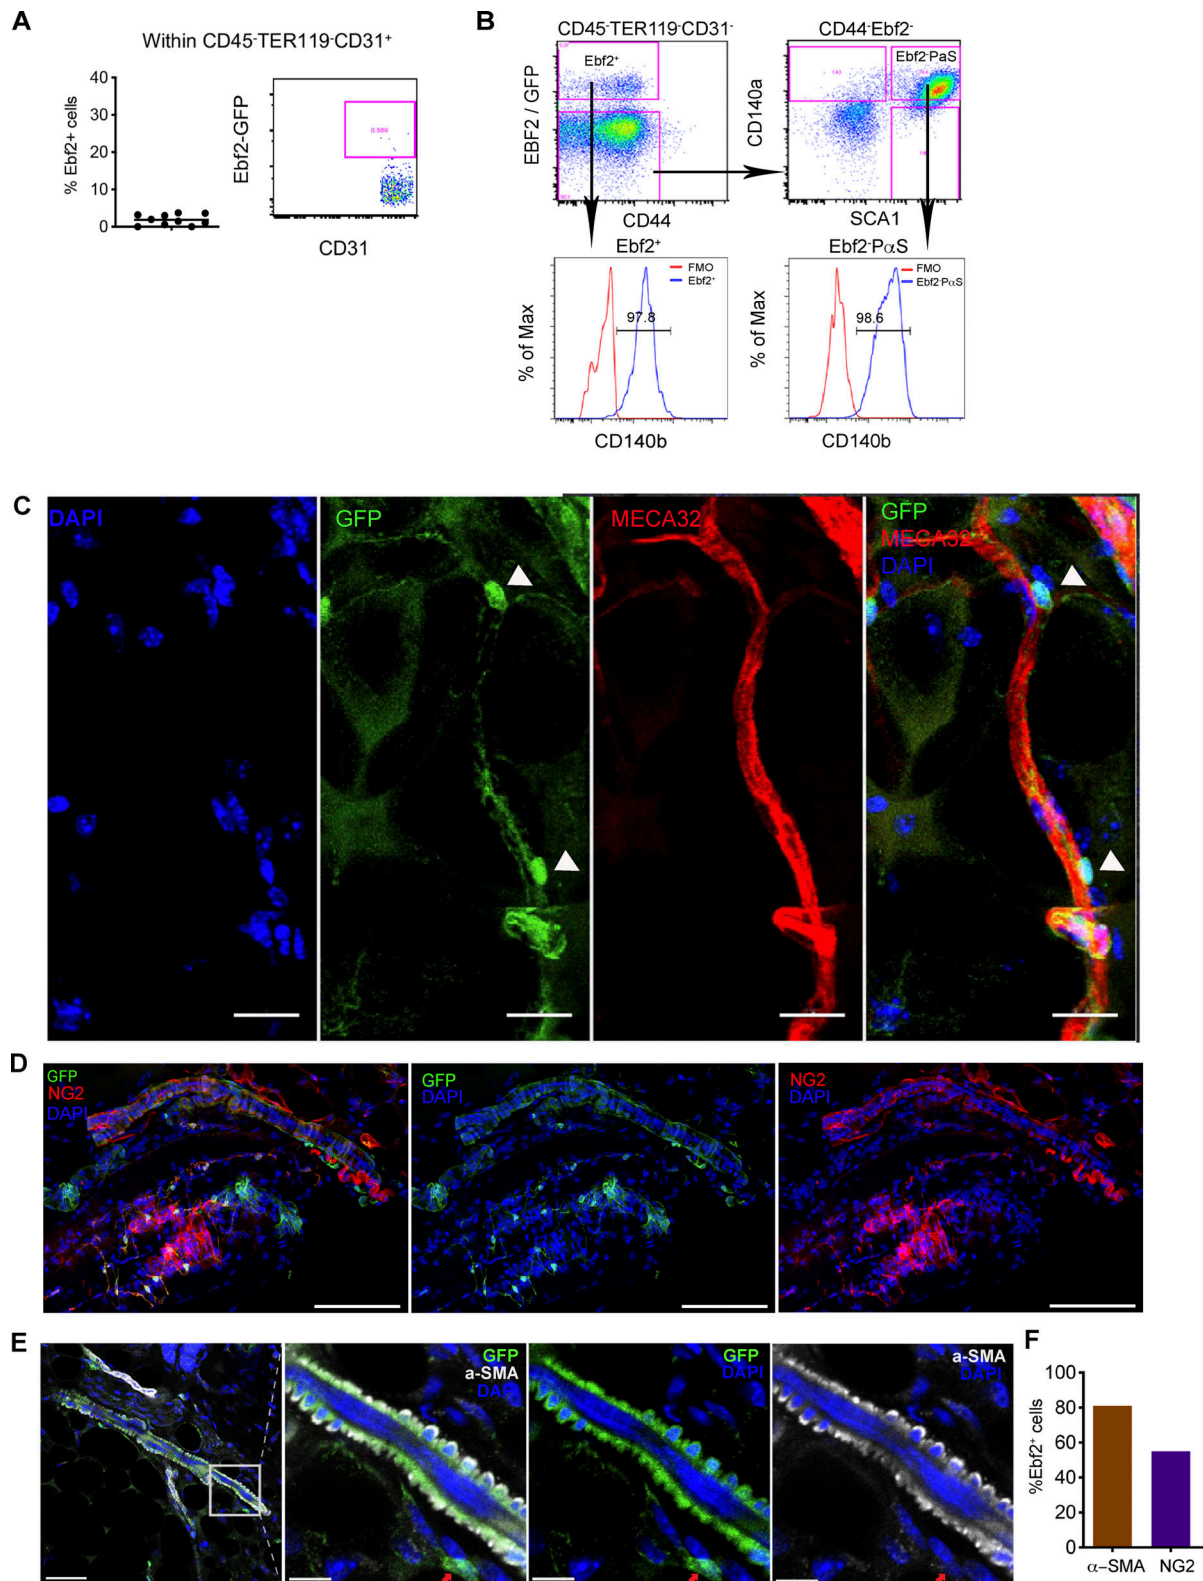 A
Within CD45-TER119-CD31+
% Ebf2+ cells
40
30
20
10
0
Ebf2-GFP
0.569
CD31
B
CD45-TER119-CD31-
Ebf2+
EBF2 / GFP
CD44
CD44-Ebf2-
Ebf2-PaS
CD140a
SCA1
Ebf2+
FMO
Ebf2+
97.8
% of Max
CD140b
Ebf2-PαS
FMO
Ebf2-PαS
98.6
% of Max
CD140b
C
DAPI
GFP
MECA32
GFP
MECA32
DAPI
D
GFP
NG2
DAPI
GFP
DAPI
NG2
DAPI
E
GFP
a-SMA
DAPI
GFP
DAPI
a-SMA
DAPI
F
%Ebf2+ cells
100
80
60
40
20
0
α-SMA
NG2